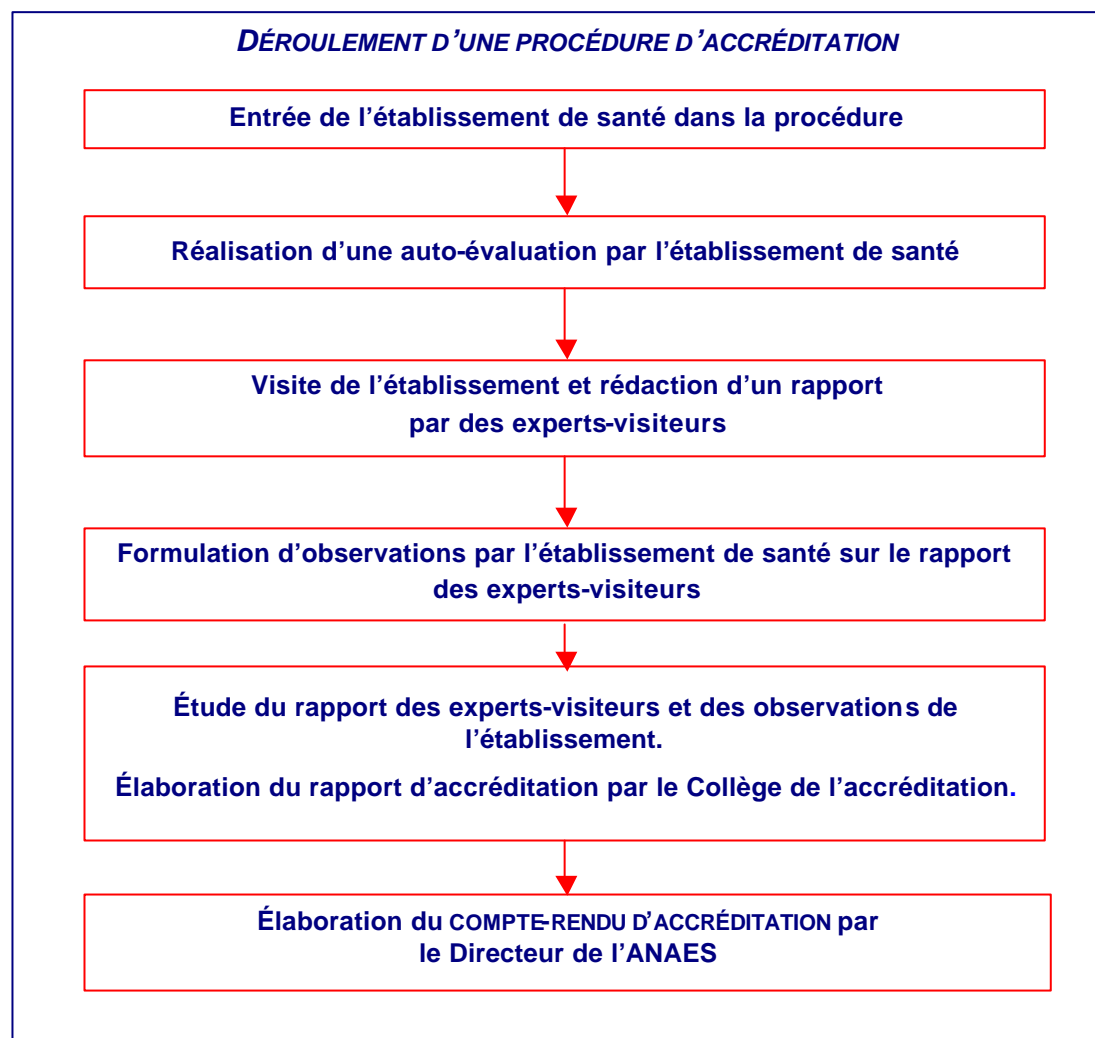 DÉROULEMENT D'UNE PROCÉDURE D'ACCRÉDITATION
Entrée de l'établissement de santé dans la procédure
Réalisation d'une auto-évaluation par l'établissement de santé
Visite de l'établissement et rédaction d'un rapport
par des experts-visiteurs
Formulation d'observations par l'établissement de santé sur le rapport
des experts-visiteurs
Étude du rapport des experts-visiteurs et des observations de
l'établissement.
Élaboration du rapport d'accréditation par le Collège de l'accréditation.
Élaboration du COMPTE-RENDU D'ACCRÉDITATION par
le Directeur de l'ANAES